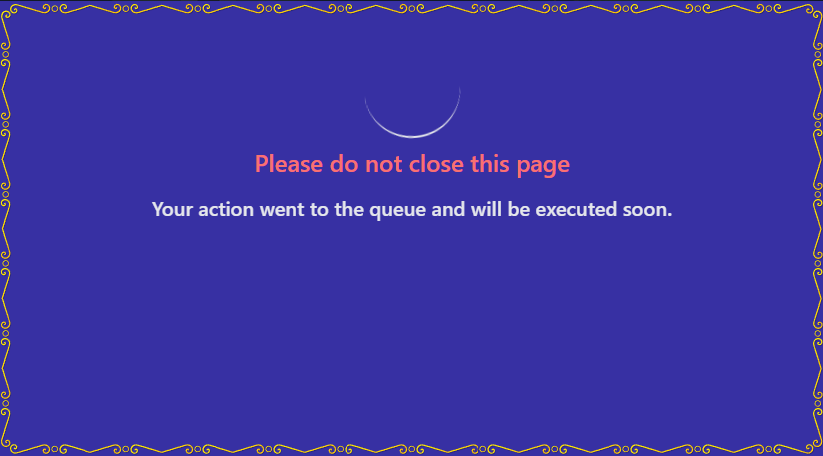 Please do not close this page
Your action went to the queue and will be executed soon.